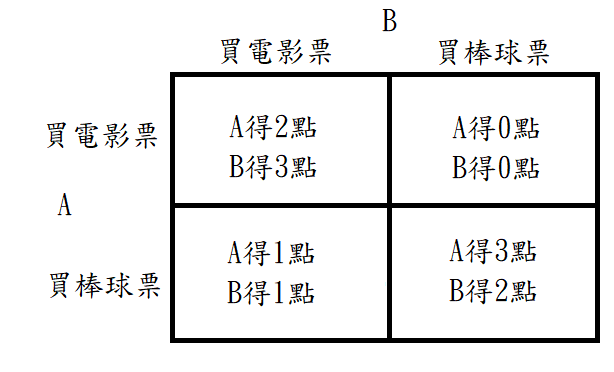 B
買電影票 買棒球票
買電影票
A得2點 A得0點
B得3點 B得0點
A
買棒球票
A得1點 A得3點
B得1點 B得2點